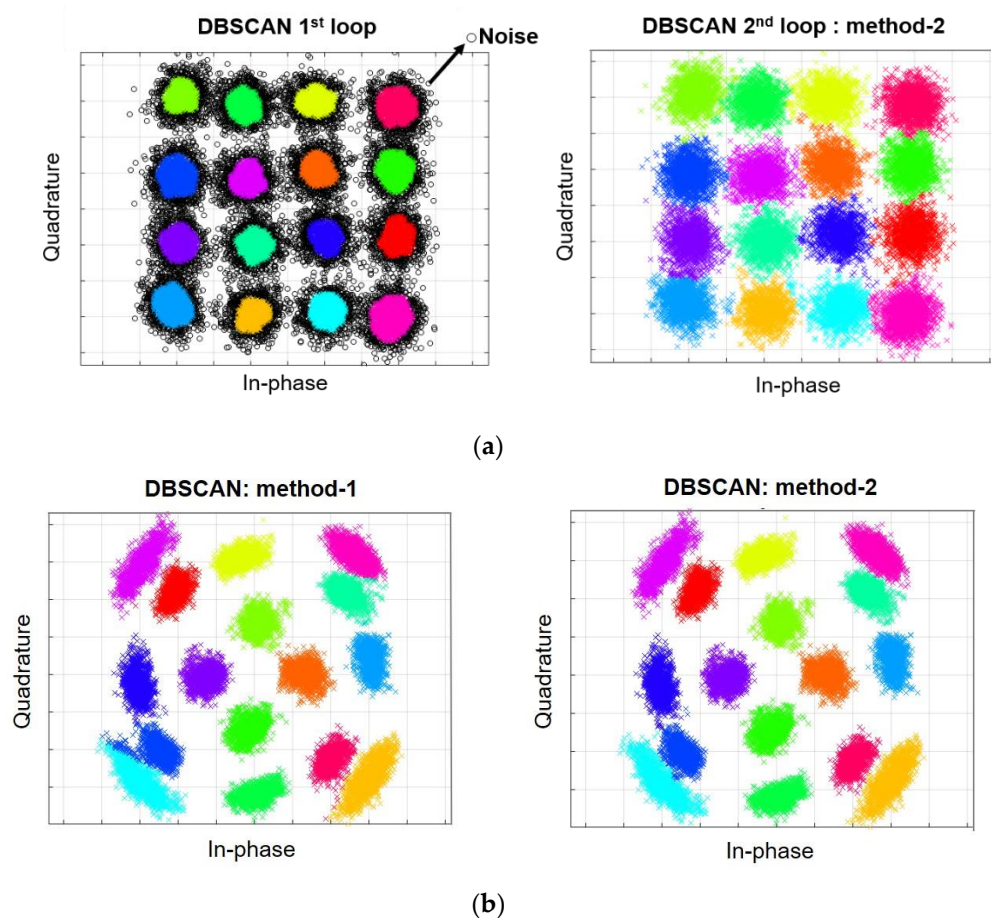 DBSCAN 1st loop
Noise
DBSCAN 2nd loop : method-2
Quadrature
Quadrature
In-phase
In-phase
(a)
DBSCAN: method-1
DBSCAN: method-2
Quadrature
Quadrature
In-phase
In-phase
(b)